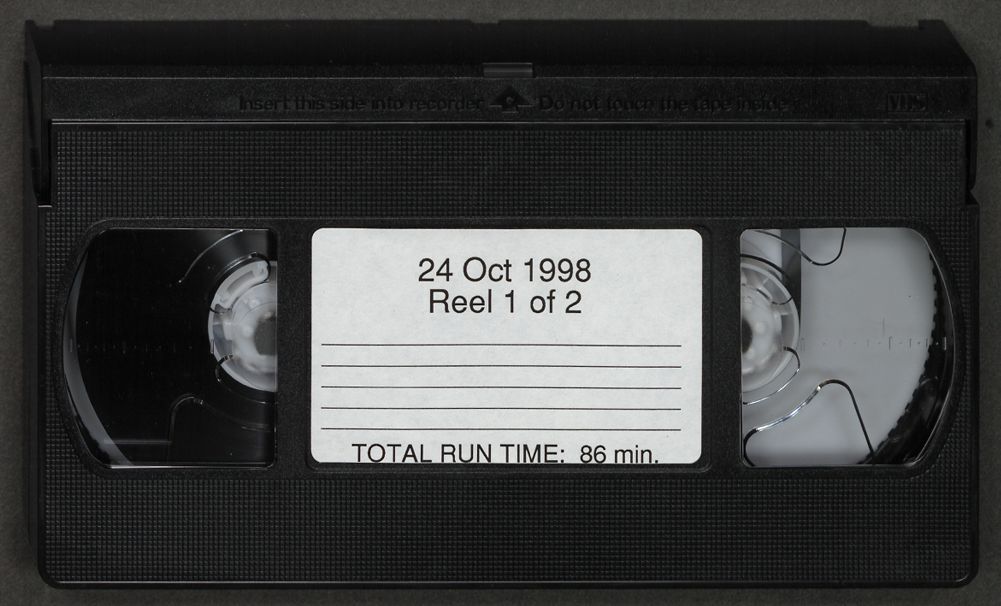 Insert this side into recorder Do not touch the tape inside
VHS
24 Oct 1998
Reel 1 of 2
TOTAL RUN TIME: 86 min.